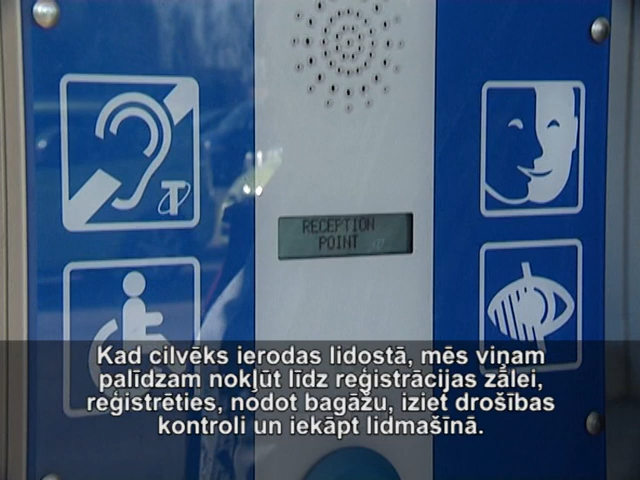 T
RECEPTION
POINT
Kad cilvēks ierodas lidostā, mēs viņam
palīdzam nokļūt līdz reģistrācijas zālei,
reģistrēties, nodot bagāžu, iziet drošības
kontroli un iekāpt lidmašīnā.